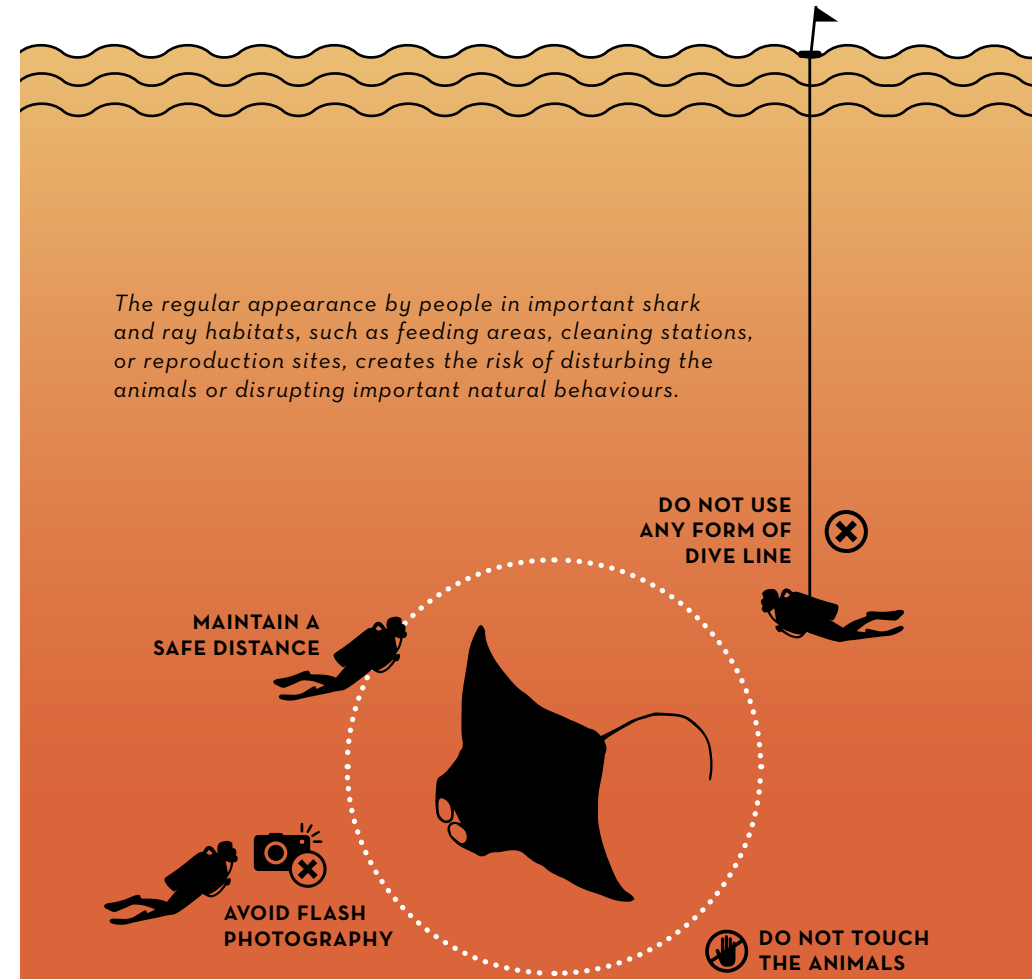 The regular appearance by people in important shark
and ray habitats, such as feeding areas, cleaning stations,
or reproduction sites, creates the risk of disturbing the
animals or disrupting important natural behaviours.
DO NOT USE
ANY FORM OF
DIVE LINE
MAINTAIN A
SAFE DISTANCE
AVOID FLASH
PHOTOGRAPHY
DO NOT TOUCH
THE ANIMALS